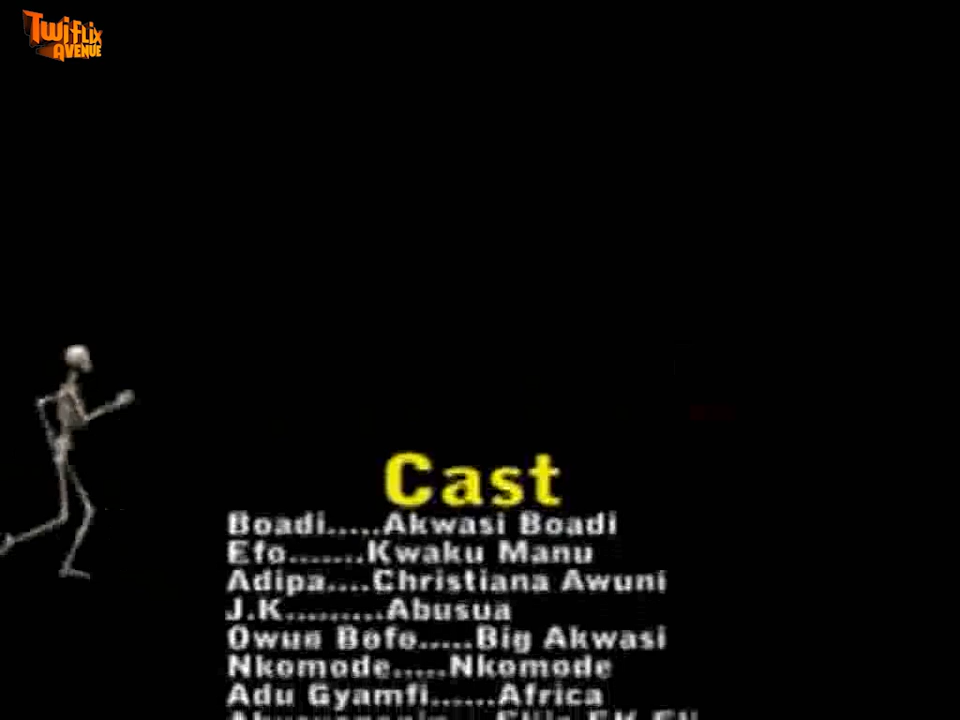 Twiflix
Avenue
Cast
Boadi.....Akwasi Boadi
Efo.......Kwaku Manu
Adipa....Christiana Awuni
J.K.........Abusua
Owuo Bofo.....Big Akwasi
Nkomode.....Nkomode
Adu Gyamfi......Africa